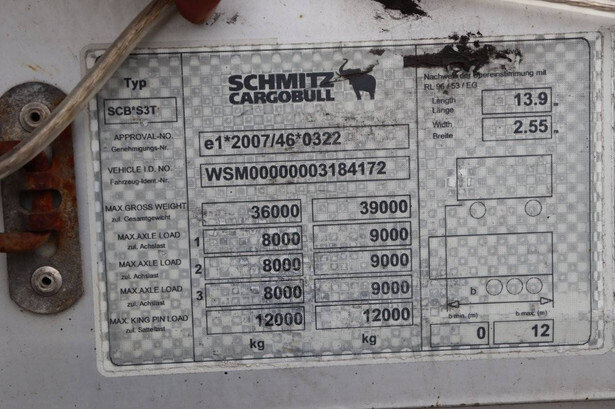 Typ
SCHMITZ
CARGOBULL
Nachweis der Übereinstimmung mit
RL 96 / 53 / EG
SCB*S3T
Length
Länge
13.9 m
Width
Breite
2.55 m
APPROVAL-NO.
Genehmigungs-Nr.
e1*2007/46*0322
VEHICLE I.D. NO.
Fahrzeug-Ident.-Nr.
WSM00000003184172
MAX.GROSS WEIGHT
zul. Gesamtgewicht
36000 39000
MAX.AXLE LOAD
zul. Achslast
1 8000 9000
MAX.AXLE LOAD
zul. Achslast
2 8000 9000
MAX.AXLE LOAD
zul. Achslast
3 8000 9000
MAX. KING PIN LOAD
zul. Sattellast
12000 12000
kg kg
b
b-min. (m) b-max. (m)
0 12